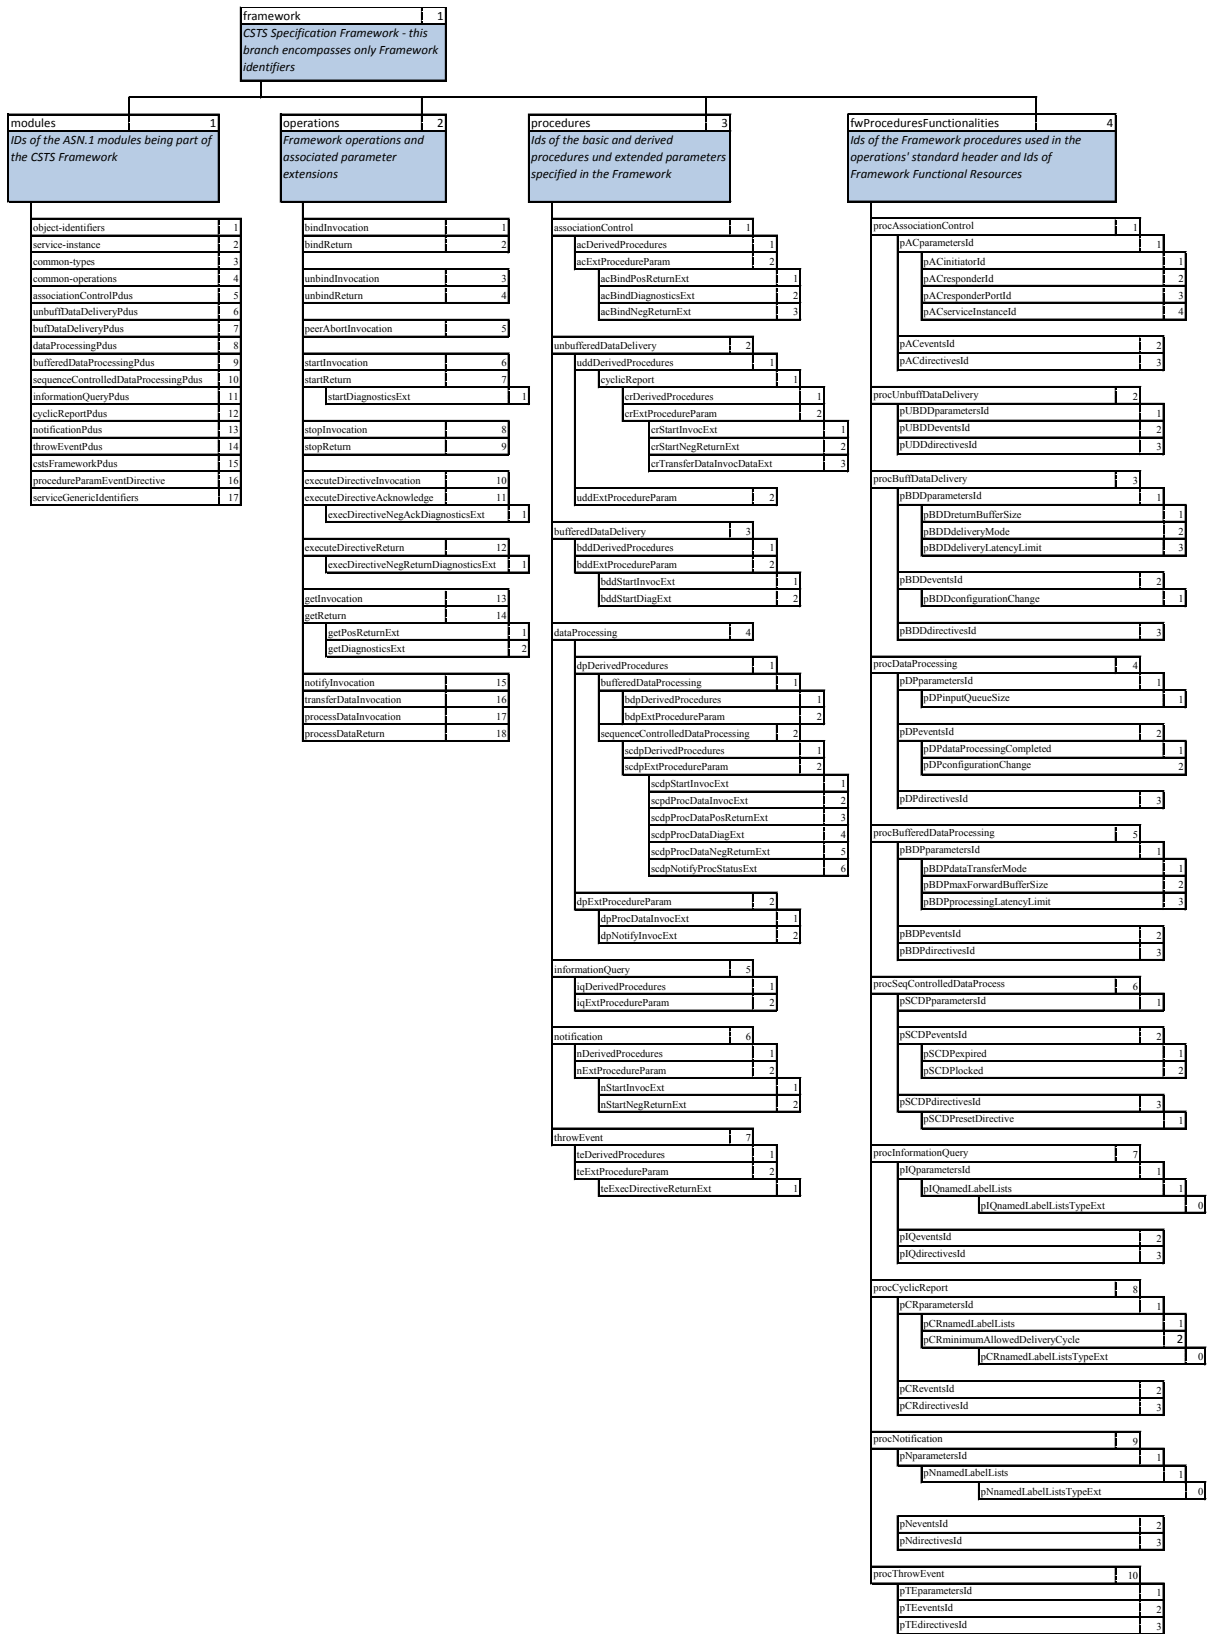 framework 1
CSTS Specification Framework - this
branch encompasses only Framework
identifiers
modules 1
IDs of the ASN.1 modules being part of
the CSTS Framework
object-identifiers 1
service-instance 2
common-types 3
common-operations 4
associationControlPdus 5
unbuffDataDeliveryPdus 6
bufDataDeliveryPdus 7
dataProcessingPdus 8
bufferedDataProcessingPdus 9
sequenceControlledDataProcessingPdus 10
informationQueryPdus 11
cyclicReportPdus 12
notificationPdus 13
throwEventPdus 14
cstsFrameworkPdus 15
procedureParamEventDirective 16
serviceGenericIdentifiers 17
operations 2
Framework operations and
associated parameter
extensions
bindInvocation 1
bindReturn 2
unbindInvocation 3
unbindReturn 4
peerAbortInvocation 5
startInvocation 6
startReturn 7
startDiagnosticsExt 1
stopInvocation 8
stopReturn 9
executeDirectiveInvocation 10
executeDirectiveAcknowledge 11
execDirectiveNegAckDiagnosticsExt 1
executeDirectiveReturn 12
execDirectiveNegReturnDiagnosticsExt 1
getInvocation 13
getReturn 14
getPosReturnExt 1
getDiagnosticsExt 2
notifyInvocation 15
transferDataInvocation 16
processDataInvocation 17
processDataReturn 18
procedures 3
Ids of the basic and derived
procedures und extended parameters
specified in the Framework
associationControl 1
acDerivedProcedures 1
acExtProcedureParam 2
acBindPosReturnExt 1
acBindDiagnosticsExt 2
acBindNegReturnExt 3
unbufferedDataDelivery 2
uddDerivedProcedures 1
cyclicReport 1
crDerivedProcedures 1
crExtProcedureParam 2
crStartInvocExt 1
crStartNegReturnExt 2
crTransferDataInvocDataExt 3
uddExtProcedureParam 2
bufferedDataDelivery 3
bddDerivedProcedures 1
bddExtProcedureParam 2
bddStartInvocExt 1
bddStartDiagExt 2
dataProcessing 4
dpDerivedProcedures 1
bufferedDataProcessing 1
bdpDerivedProcedures 1
bdpExtProcedureParam 2
sequenceControlledDataProcessing 2
scdpDerivedProcedures 1
scdpExtProcedureParam 2
scdpStartInvocExt 1
scpdProcDataInvocExt 2
scdpProcDataPosReturnExt 3
scdpProcDataDiagExt 4
scdpProcDataNegReturnExt 5
scdpNotifyProcStatusExt 6
dpExtProcedureParam 2
dpProcDataInvocExt 1
dpNotifyInvocExt 2
informationQuery 5
iqDerivedProcedures 1
iqExtProcedureParam 2
notification 6
nDerivedProcedures 1
nExtProcedureParam 2
nStartInvocExt 1
nStartNegReturnExt 2
throwEvent 7
teDerivedProcedures 1
teExtProcedureParam 2
teExecDirectiveReturnExt 1
fwProceduresFunctionalities 4
Ids of the Framework procedures used in the
operations' standard header and Ids of
Framework Functional Resources
procAssociationControl 1
pACparametersId 1
pACinitiatorId 1
pACresponderId 2
pACresponderPortId 3
pACserviceInstanceId 4
pACeventsId 2
pACdirectivesId 3
procUnbuffDataDelivery 2
pUBDDparametersId 1
pUBDDeventsId 2
pUDDdirectivesId 3
procBuffDataDelivery 3
pBDDparametersId 1
pBDDreturnBufferSize 1
pBDDdeliveryMode 2
pBDDdeliveryLatencyLimit 3
pBDDeventsId 2
pBDDconfigurationChange 1
pBDDdirectivesId 3
procDataProcessing 4
pDPparametersId 1
pDPinputQueueSize 1
pDPeventsId 2
pDPdataProcessingCompleted 1
pDPconfigurationChange 2
pDPdirectivesId 3
procBufferedDataProcessing 5
pBDPparametersId 1
pBDPdataTransferMode 1
pBDPmaxForwardBufferSize 2
pBDPprocessingLatencyLimit 3
pBDPeventsId 2
pBDPdirectivesId 3
procSeqControlledDataProcess 6
pSCDPparametersId 1
pSCDPeventsId 2
pSCDPexpired 1
pSCDPlocked 2
pSCDPdirectivesId 3
pSCDPresetDirective 1
procInformationQuery 7
pIQparametersId 1
pIQnamedLabelLists 1
pIQnamedLabelListsTypeExt 0
pIQeventsId 2
pIQdirectivesId 3
procCyclicReport 8
pCRparametersId 1
pCRnamedLabelLists 1
pCRminimumAllowedDeliveryCycle 2
pCRnamedLabelListsTypeExt 0
pCReventsId 2
pCRdirectivesId 3
procNotification 9
pNparametersId 1
pNnamedLabelLists 1
pNnamedLabelListsTypeExt 0
pNeventsId 2
pNdirectivesId 3
procThrowEvent 10
pTEparametersId 1
pTEeventsId 2
pTEdirectivesId 3